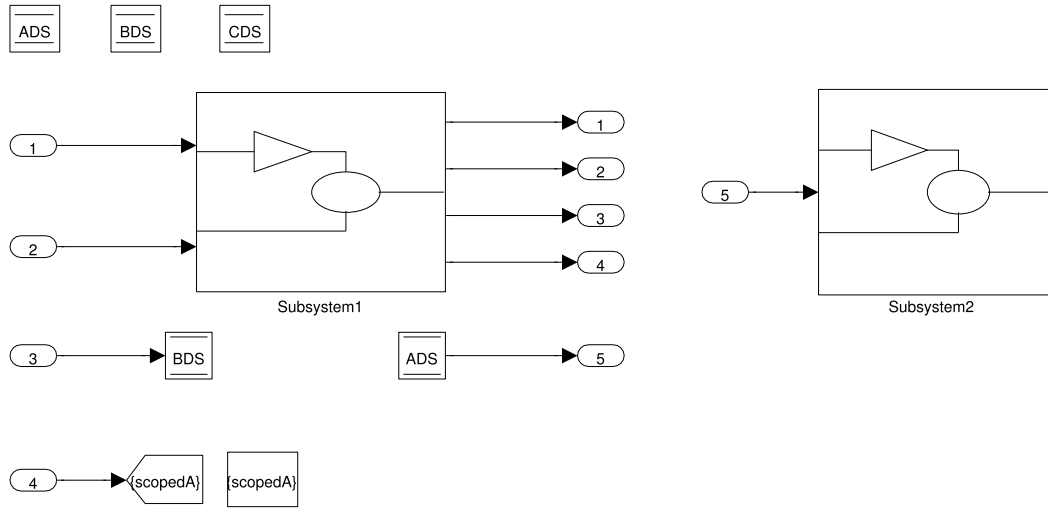 ADS
BDS
CDS
1
2
1
2
3
4
5
Subsystem1
Subsystem2
3
BDS
ADS
5
4
{scopedA}
{scopedA}